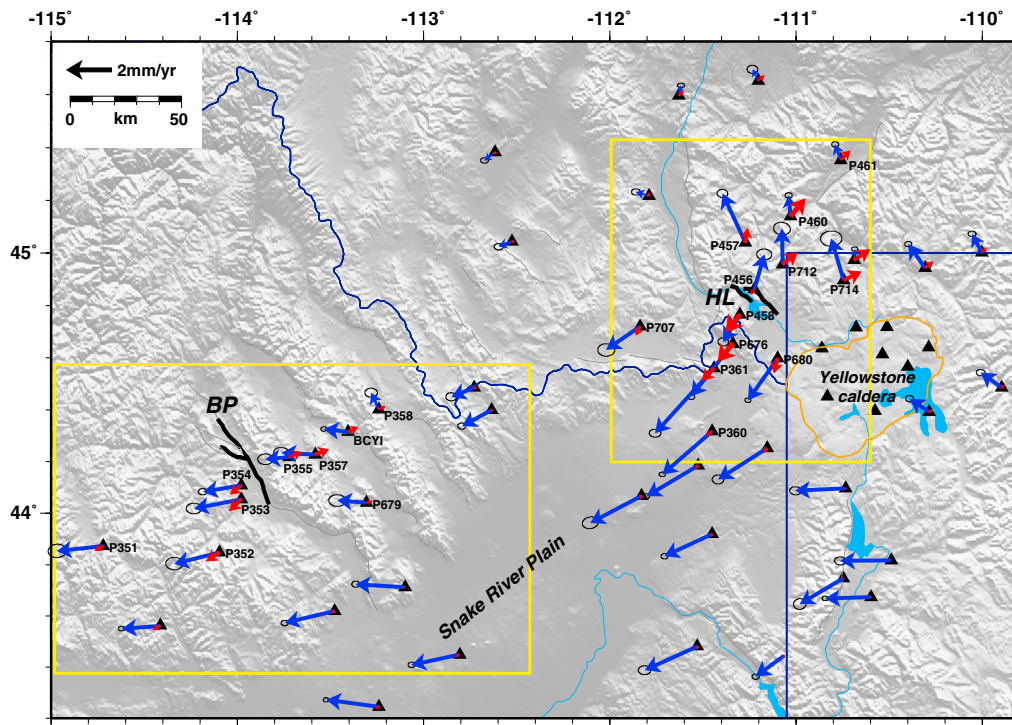 -115˚ -114˚ -113˚ -112˚ -111˚ -110˚
2mm/yr
0 50
km
P461
P460
P457
45˚
P712
P456
P714
HL
P458
P707
P676
P680
P361
Yellowstone
caldera
BP
P358
BCYI
P360
P355 P357
P354
P353
P679
44˚
P351
P352
Snake River Plain